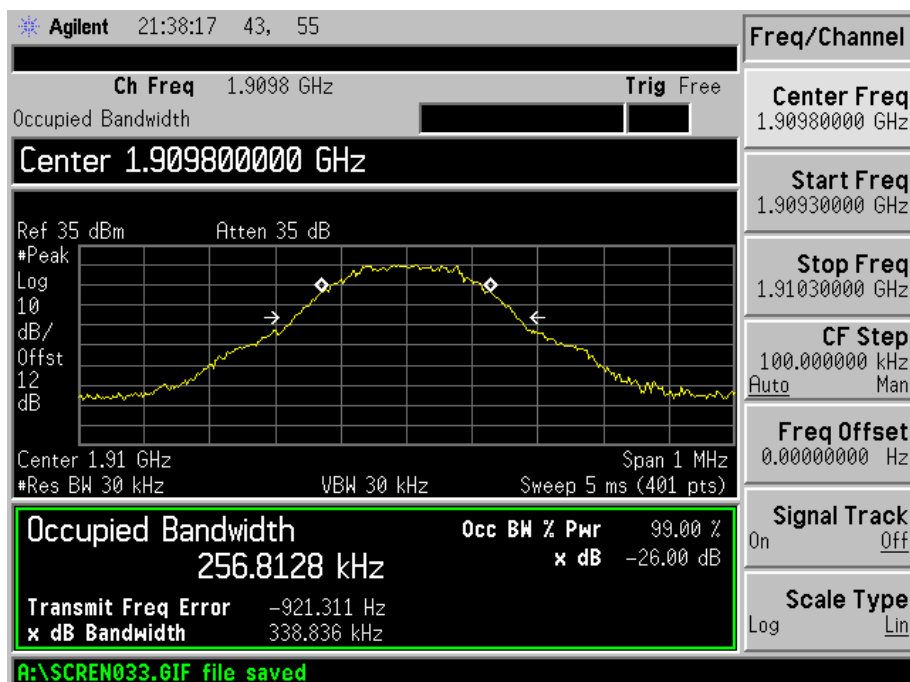 Agilent 21:38:17 43, 55
Ch Freq 1.9098 GHz Trig Free
Occupied Bandwidth
Center 1.909800000 GHz
Ref 35 dBm Atten 35 dB
#Peak
Log
10
dB/
Offst
12
dB
Center 1.91 GHz Span 1 MHz
#Res BW 30 kHz VBW 30 kHz Sweep 5 ms (401 pts)
Occupied Bandwidth Occ BW % Pwr 99.00 %
256.8128 kHz x dB -26.00 dB
Transmit Freq Error -921.311 Hz
x dB Bandwidth 338.836 kHz
A:\SCREN033.GIF file saved
Freq/Channel
Center Freq
1.90980000 GHz
Start Freq
1.90930000 GHz
Stop Freq
1.91030000 GHz
CF Step
100.000000 kHz
Auto Man
Freq Offset
0.00000000 Hz
Signal Track
On Off
Scale Type
Log Lin